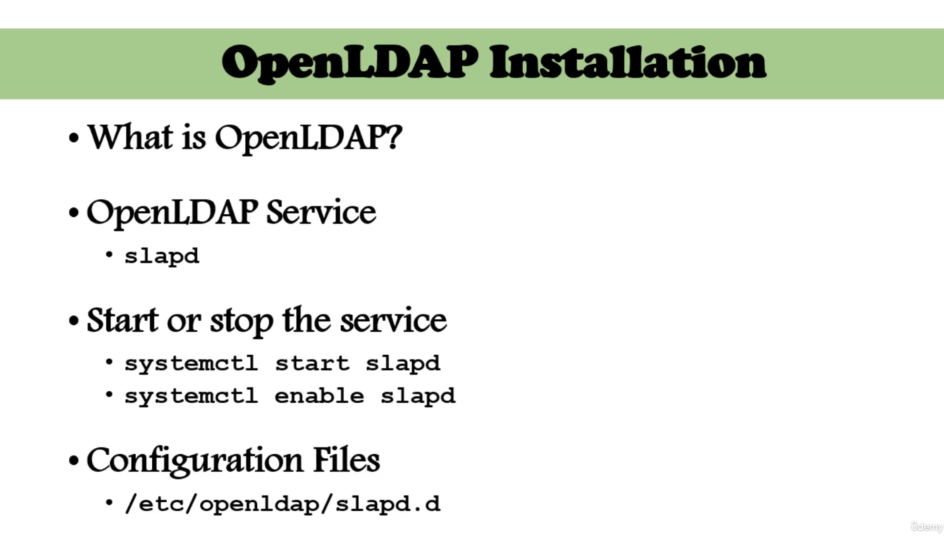 OpenLDAP Installation
• What is OpenLDAP?
• OpenLDAP Service
• slapd
• Start or stop the service
• systemctl start slapd
• systemctl enable slapd
• Configuration Files
• /etc/openldap/slapd.d
Udemy